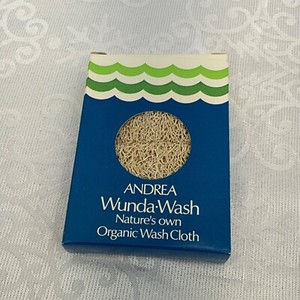 ANDREA
Wunda·Wash
Nature's own
Organic Wash Cloth